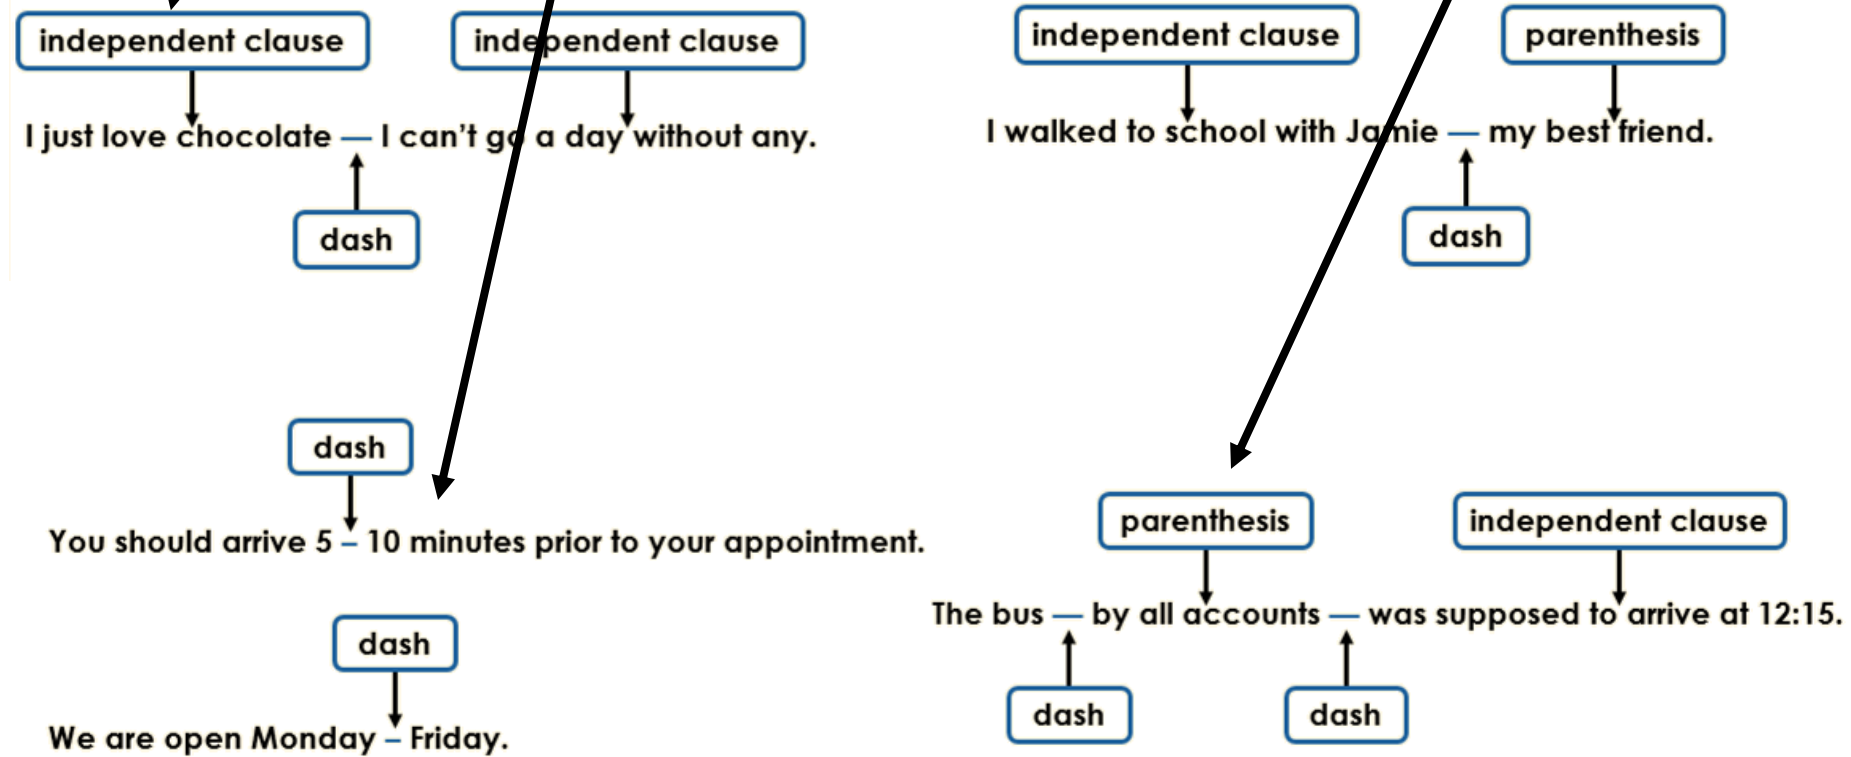 independent clause independent clause
I just love chocolate — I can't go a day without any.
dash
independent clause parenthesis
I walked to school with Jamie — my best friend.
dash
dash
You should arrive 5 – 10 minutes prior to your appointment.
dash
We are open Monday – Friday.
parenthesis independent clause
The bus — by all accounts — was supposed to arrive at 12:15.
dash dash